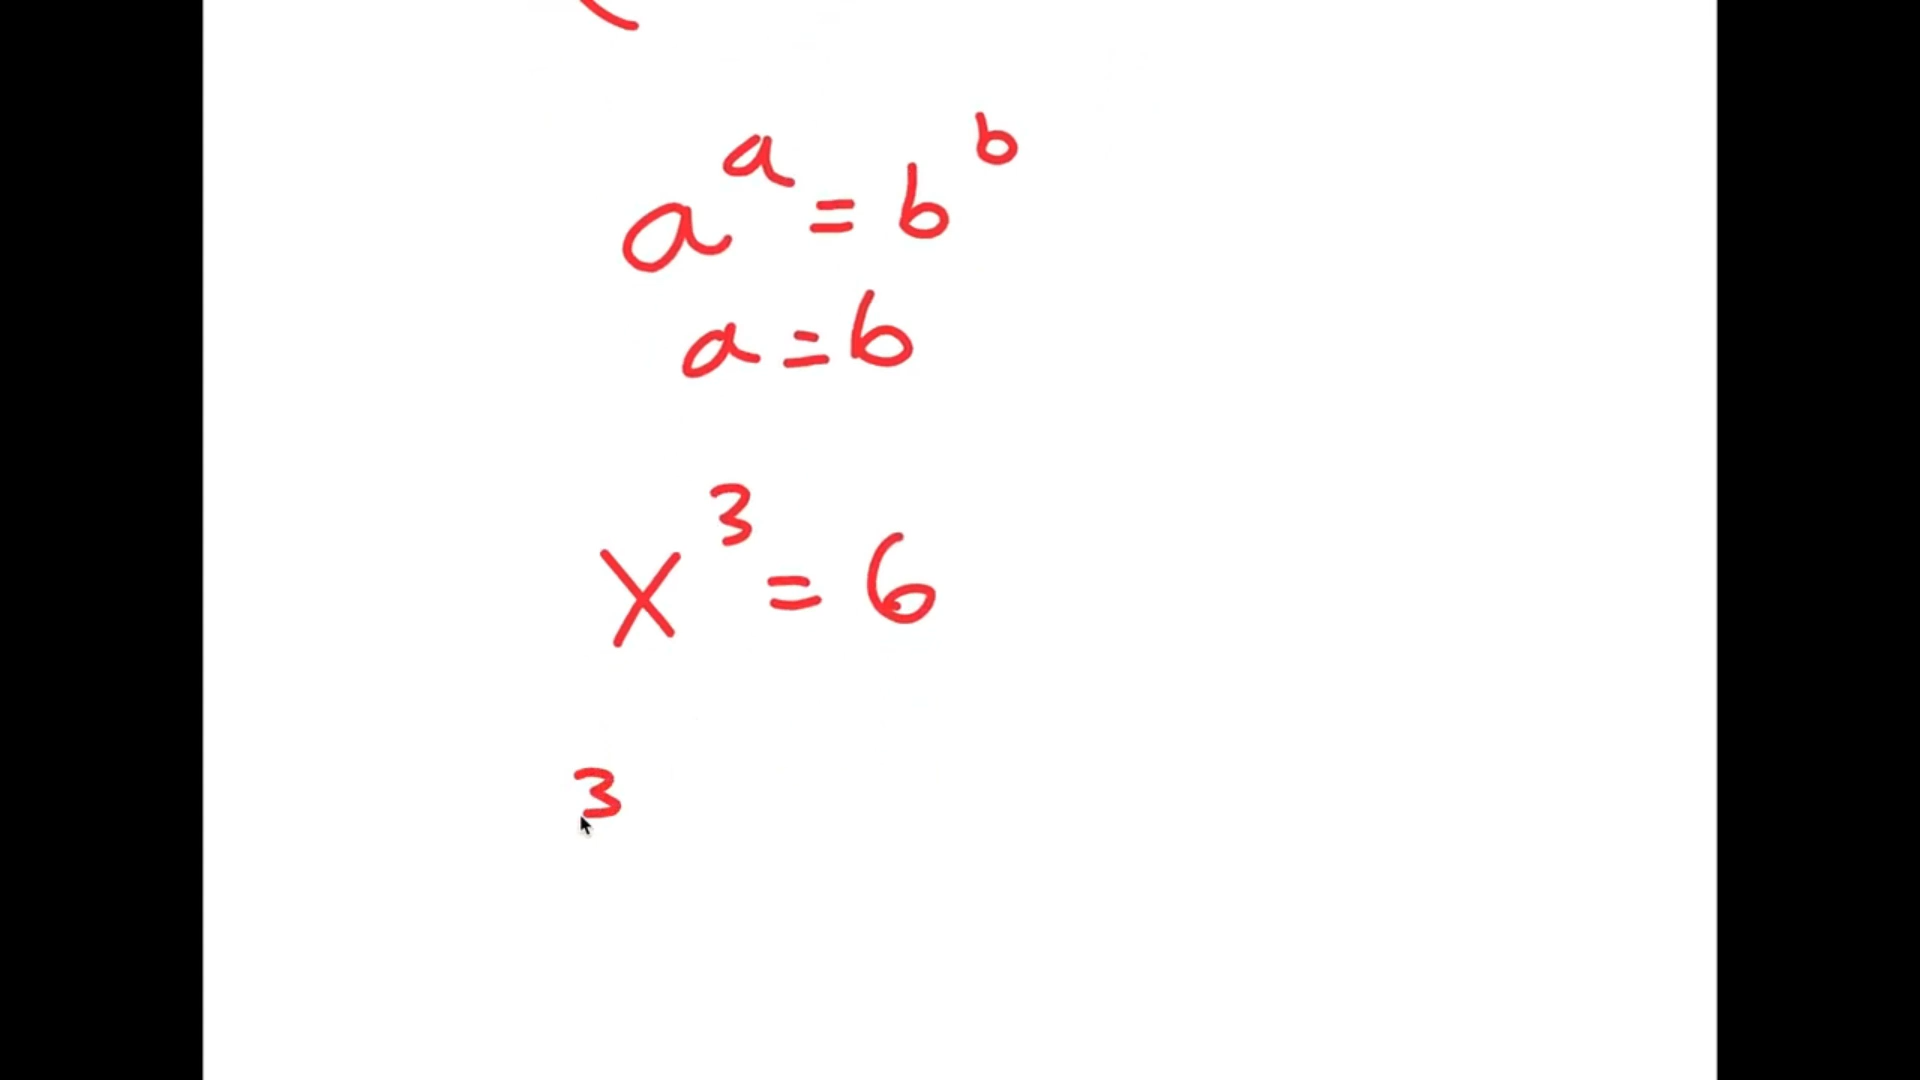 a^a = b^b
a = b
x^3 = 6
3